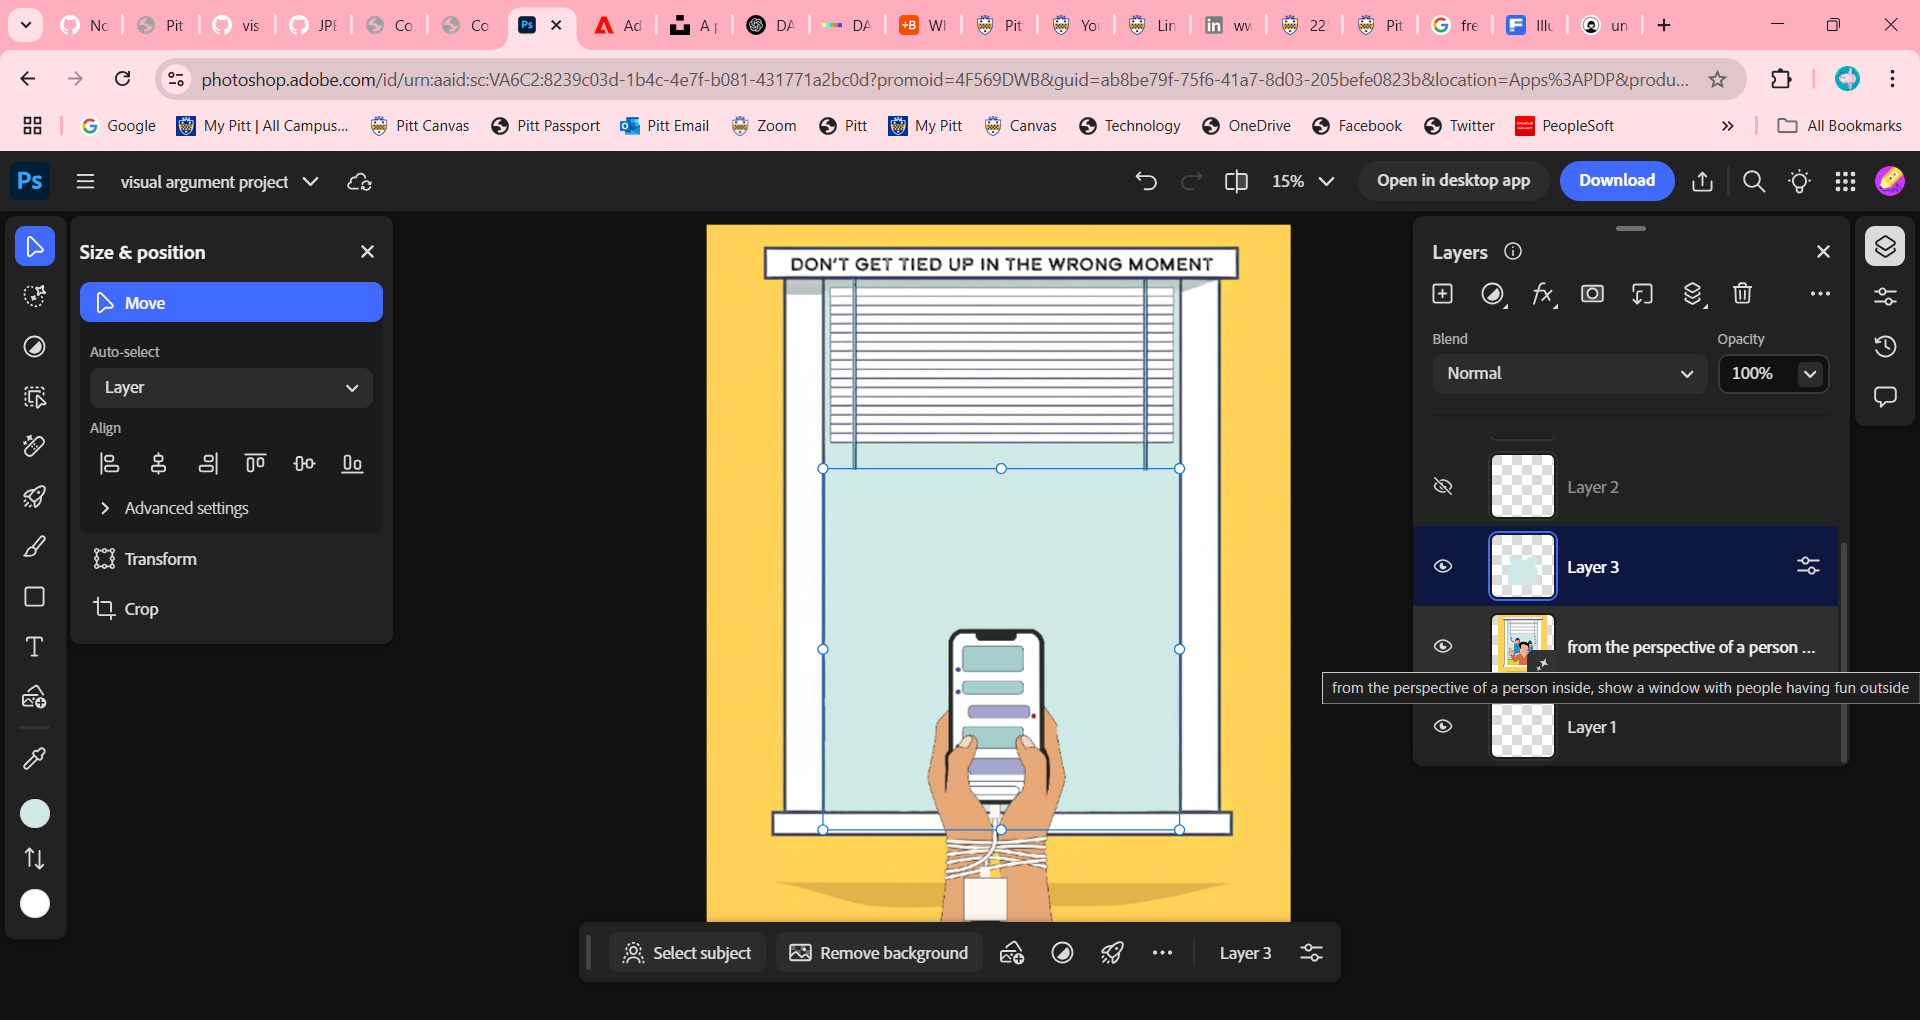 No
Pitt
vis
JPE
Co
Co
Ps
Ad
A p
DA
DA
Wh
Pit
You
Lin
ww
22
Pit
fre
Illu
un
photoshop.adobe.com/id/urn:aaid:sc:VA6C2:8239c03d-1b4c-4e7f-b081-431771a2bc0d?promoid=4F569DWB&guid=ab8be79f-75f6-41a7-8d03-205befe0823b&location=Apps%3APDP&produ...
Google
My Pitt | All Campus...
Pitt Canvas
Pitt Passport
Pitt Email
Zoom
Pitt
My Pitt
Canvas
Technology
OneDrive
Facebook
Twitter
PeopleSoft
All Bookmarks
Ps
visual argument project
15%
Open in desktop app
Download
Size & position
Move
Auto-select
Layer
Align
Advanced settings
Transform
Crop
DON'T GET TIED UP IN THE WRONG MOMENT
Layers
Blend
Opacity
Normal
100%
Layer 2
Layer 3
from the perspective of a person ...
from the perspective of a person inside, show a window with people having fun outside
Layer 1
Select subject
Remove background
Layer 3